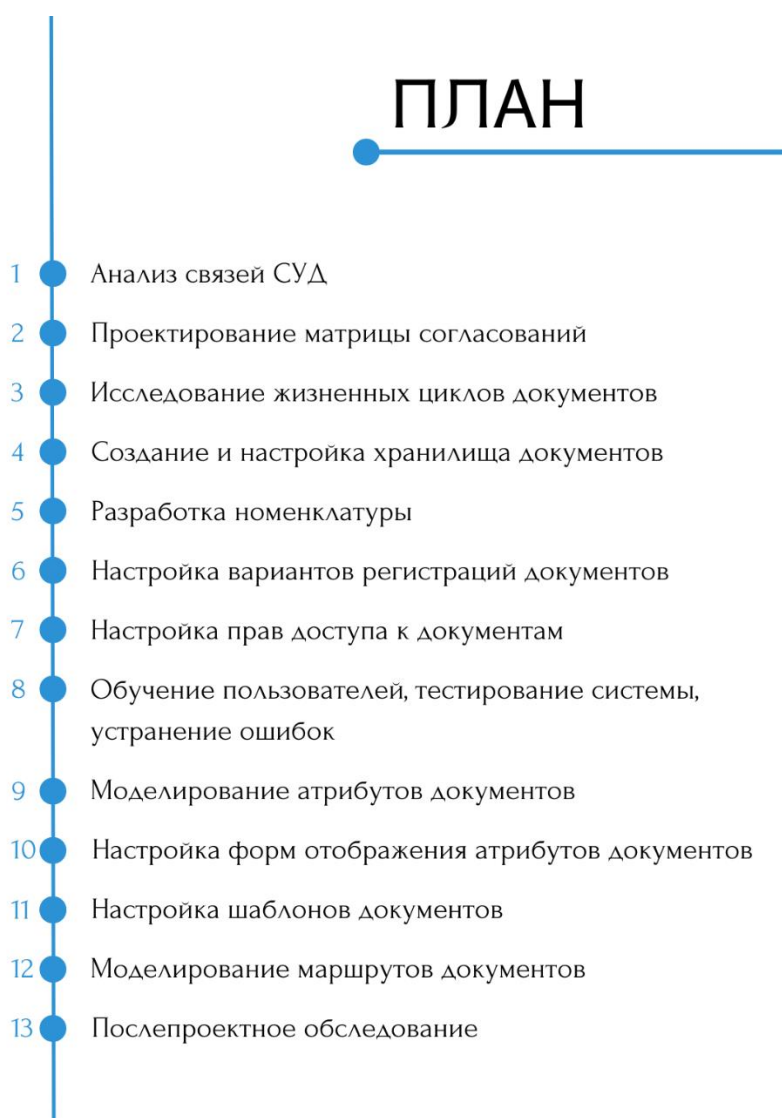 ПЛАН
1 Анализ связей СУД
2 Проектирование матрицы согласований
3 Исследование жизненных циклов документов
4 Создание и настройка хранилища документов
5 Разработка номенклатуры
6 Настройка вариантов регистраций документов
7 Настройка прав доступа к документам
8 Обучение пользователей, тестирование системы,
устранение ошибок
9 Моделирование атрибутов документов
10 Настройка форм отображения атрибутов документов
11 Настройка шаблонов документов
12 Моделирование маршрутов документов
13 Послепроектное обследование